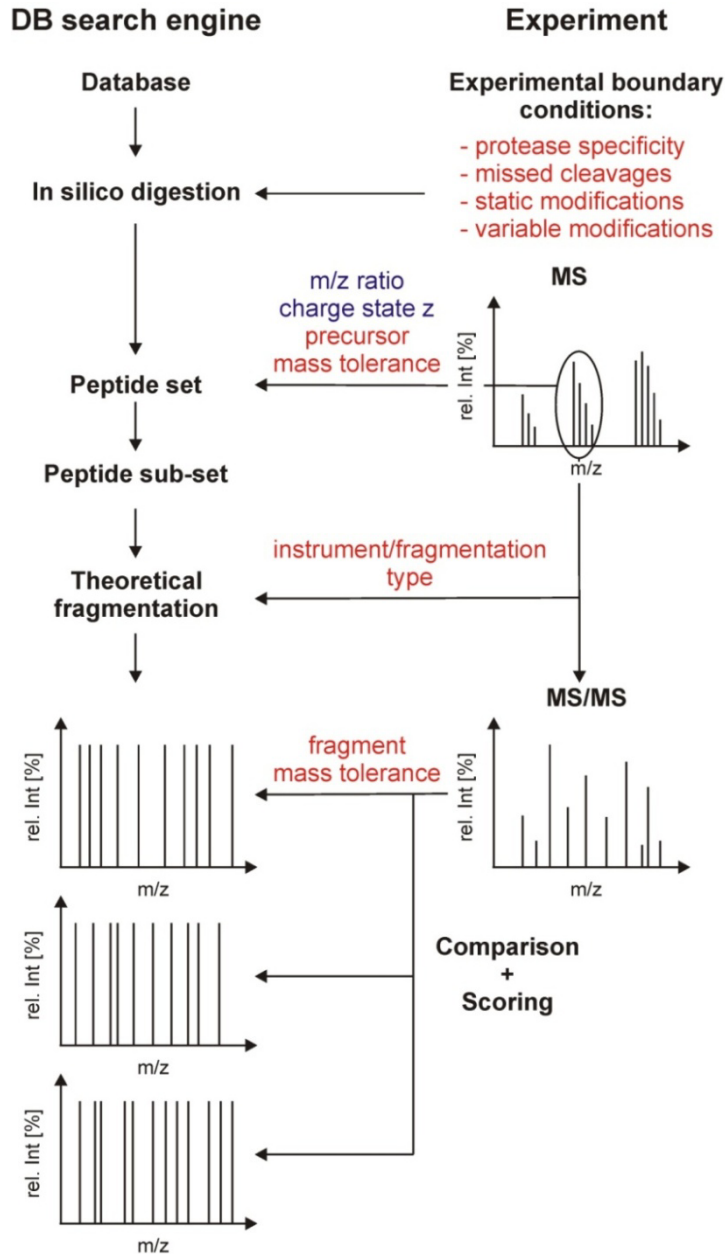 DB search engine
Experiment
Database
Experimental boundary
conditions:
- protease specificity
- missed cleavages
- static modifications
- variable modifications
In silico digestion
MS
m/z ratio
charge state z
precursor
mass tolerance
rel. Int [%]
m/z
Peptide set
Peptide sub-set
instrument/fragmentation
type
Theoretical
fragmentation
MS/MS
fragment
mass tolerance
rel. Int [%]
m/z
rel. Int [%]
m/z
Comparison
+
Scoring
rel. Int [%]
m/z
rel. Int [%]
m/z